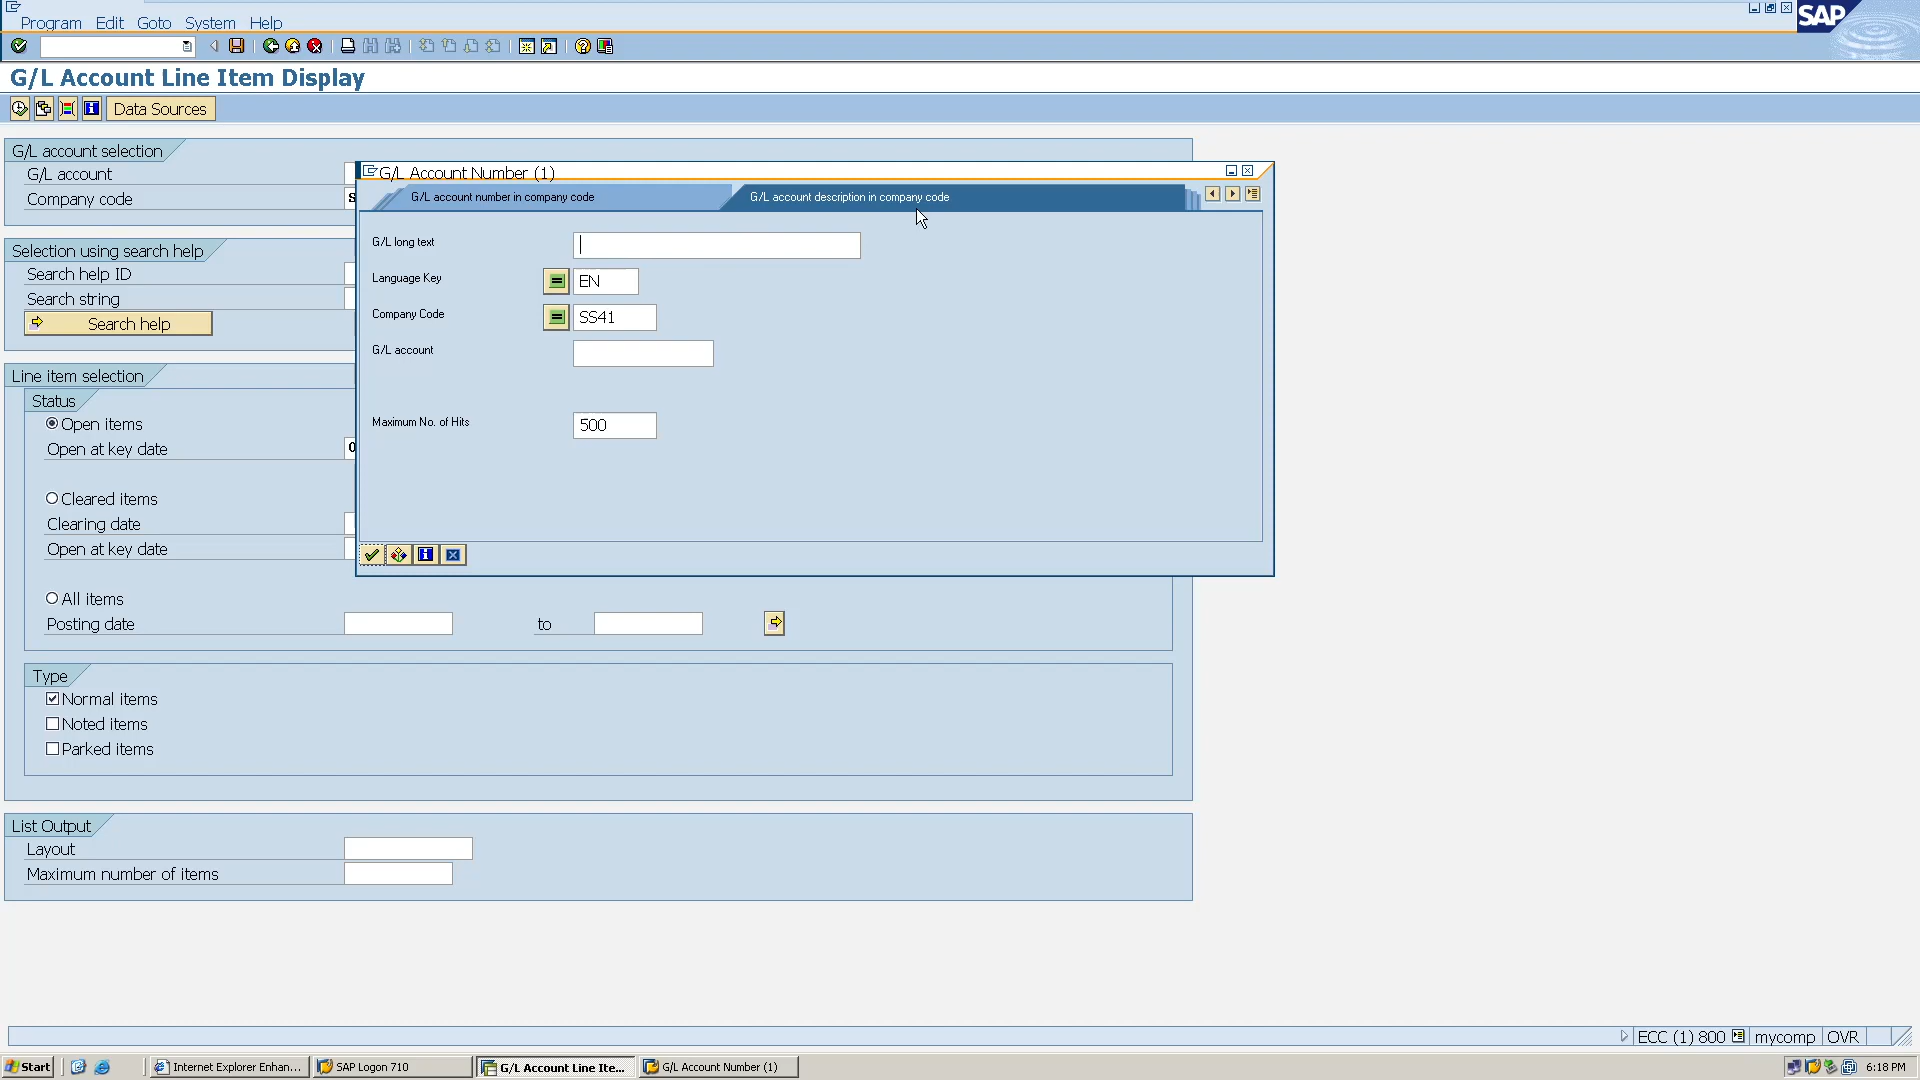 Program Edit Goto System Help
SAP
G/L Account Line Item Display
Data Sources
G/L account selection
G/L account
Company code
S
Selection using search help
Search help ID
Search string
Search help
Line item selection
Status
Open items
Open at key date
0
Cleared items
Clearing date
Open at key date
All items
Posting date
to
Type
Normal items
Noted items
Parked items
List Output
Layout
Maximum number of items
G/L Account Number (1)
G/L account number in company code
G/L account description in company code
G/L long text
Language Key
EN
Company Code
SS41
G/L account
Maximum No. of Hits
500
ECC (1) 800 mycomp OVR
Start
Internet Explorer Enhan...
SAP Logon 710
G/L Account Line Ite...
G/L Account Number (1)
6:18 PM